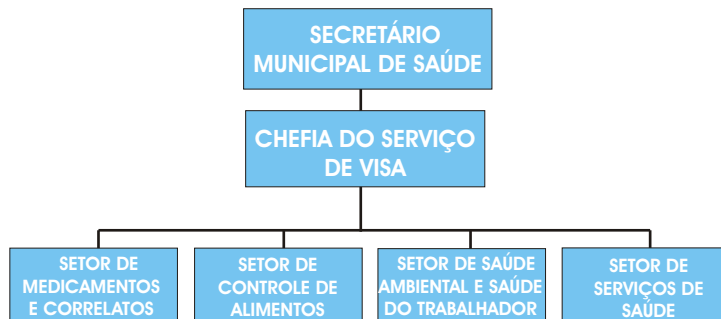 SECRETÁRIO
MUNICIPAL DE SAÚDE
CHEFIA DO SERVIÇO
DE VISA
SETOR DE
MEDICAMENTOS
E CORRELATOS
SETOR DE
CONTROLE DE
ALIMENTOS
SETOR DE SAÚDE
AMBIENTAL E SAÚDE
DO TRABALHADOR
SETOR DE
SERVIÇOS DE
SAÚDE